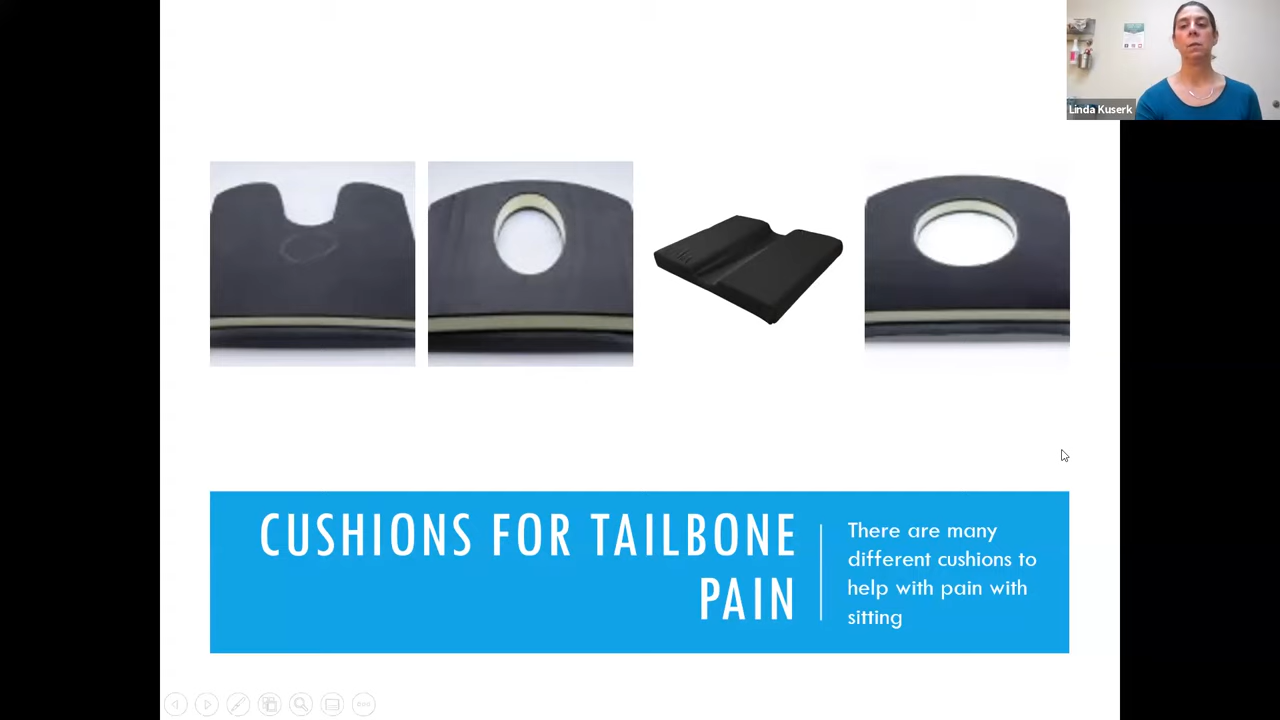 Linda Kuserk
CUSHIONS FOR TAILBONE
PAIN
There are many
different cushions to
help with pain with
sitting